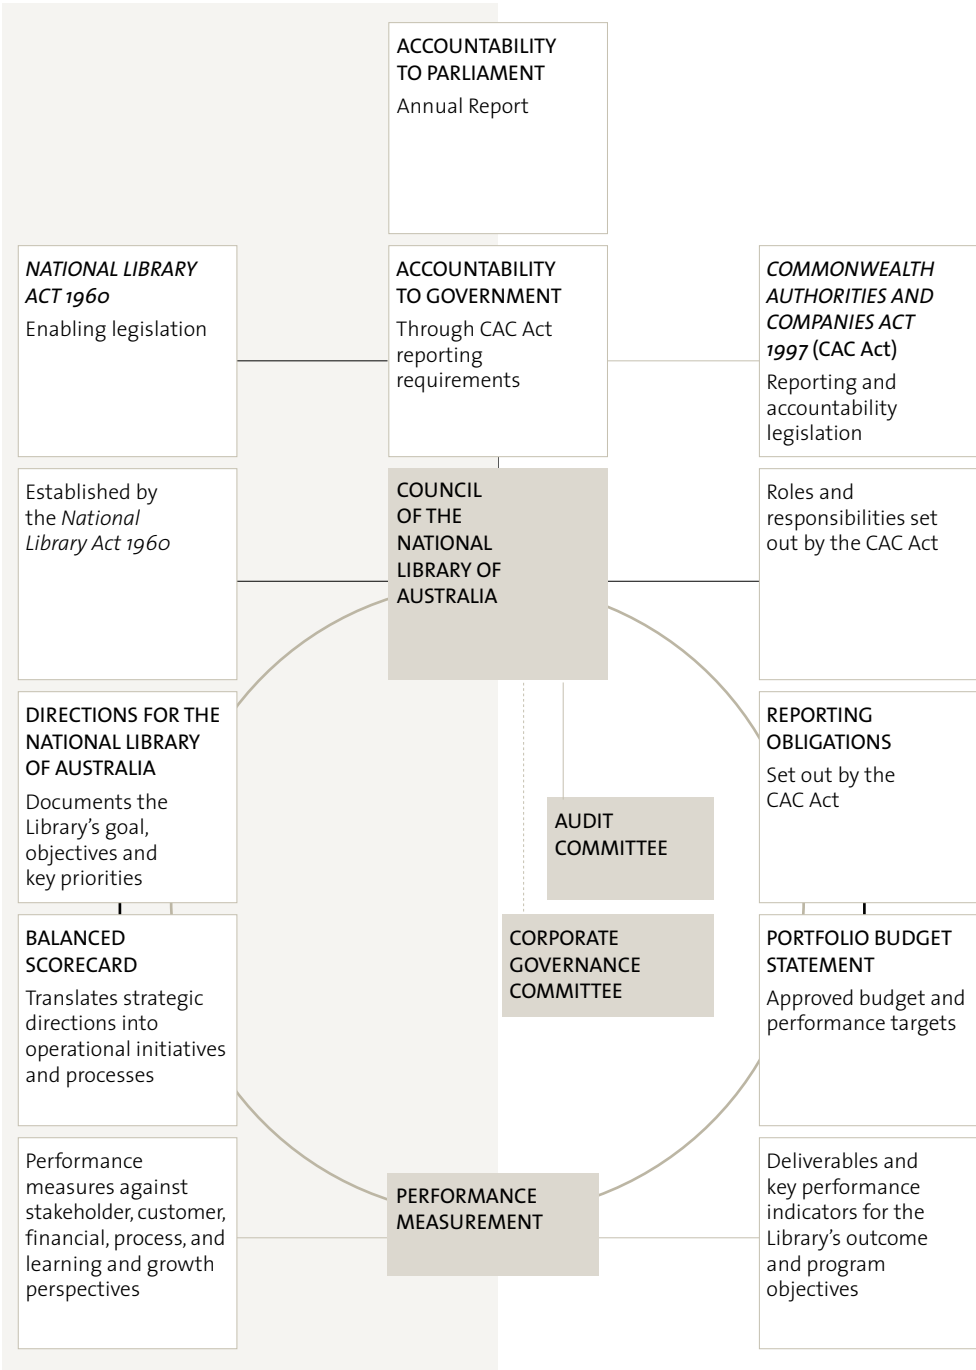 ACCOUNTABILITY
TO PARLIAMENT
Annual Report
NATIONAL LIBRARY
ACT 1960
Enabling legislation
ACCOUNTABILITY
TO GOVERNMENT
Through CAC Act
reporting
requirements
COMMONWEALTH
AUTHORITIES AND
COMPANIES ACT
1997 (CAC Act)
Reporting and
accountability
legislation
Established by
the National
Library Act 1960
COUNCIL
OF THE
NATIONAL
LIBRARY OF
AUSTRALIA
Roles and
responsibilities set
out by the CAC Act
DIRECTIONS FOR THE
NATIONAL LIBRARY
OF AUSTRALIA
Documents the
Library’s goal,
objectives and
key priorities
REPORTING
OBLIGATIONS
Set out by the
CAC Act
AUDIT
COMMITTEE
BALANCED
SCORECARD
Translates strategic
directions into
operational initiatives
and processes
CORPORATE
GOVERNANCE
COMMITTEE
PORTFOLIO BUDGET
STATEMENT
Approved budget and
performance targets
Performance
measures against
stakeholder, customer,
financial, process, and
learning and growth
perspectives
PERFORMANCE
MEASUREMENT
Deliverables and
key performance
indicators for the
Library’s outcome
and program
objectives